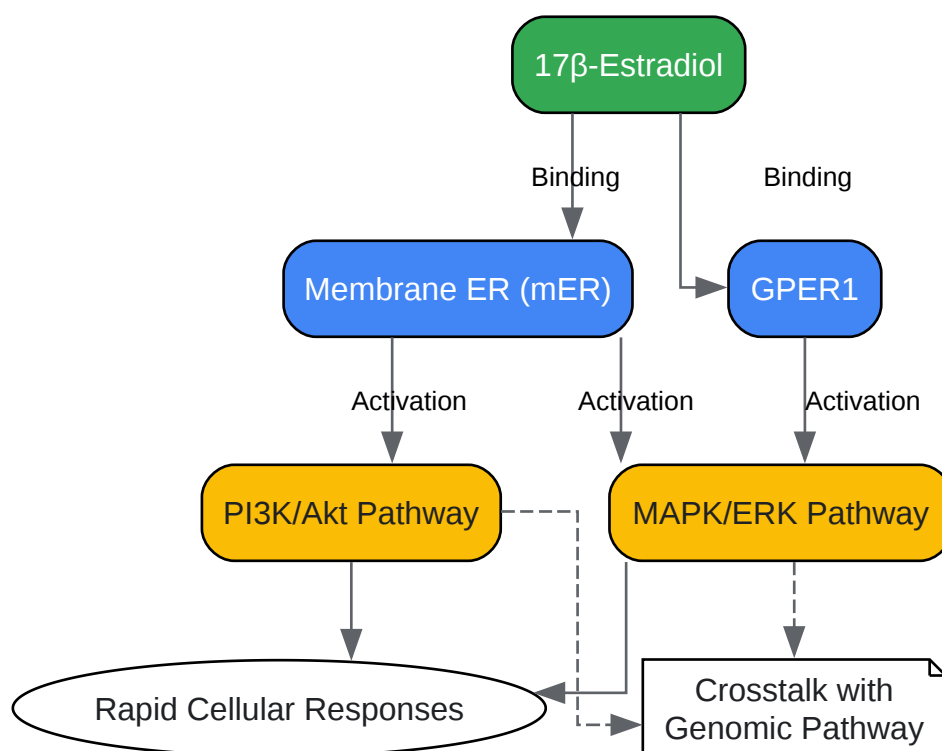 17β-Estradiol
Binding
Binding
Membrane ER (mER)
GPER1
Activation
Activation
Activation
PI3K/Akt Pathway
MAPK/ERK Pathway
Rapid Cellular Responses
Crosstalk with
Genomic Pathway